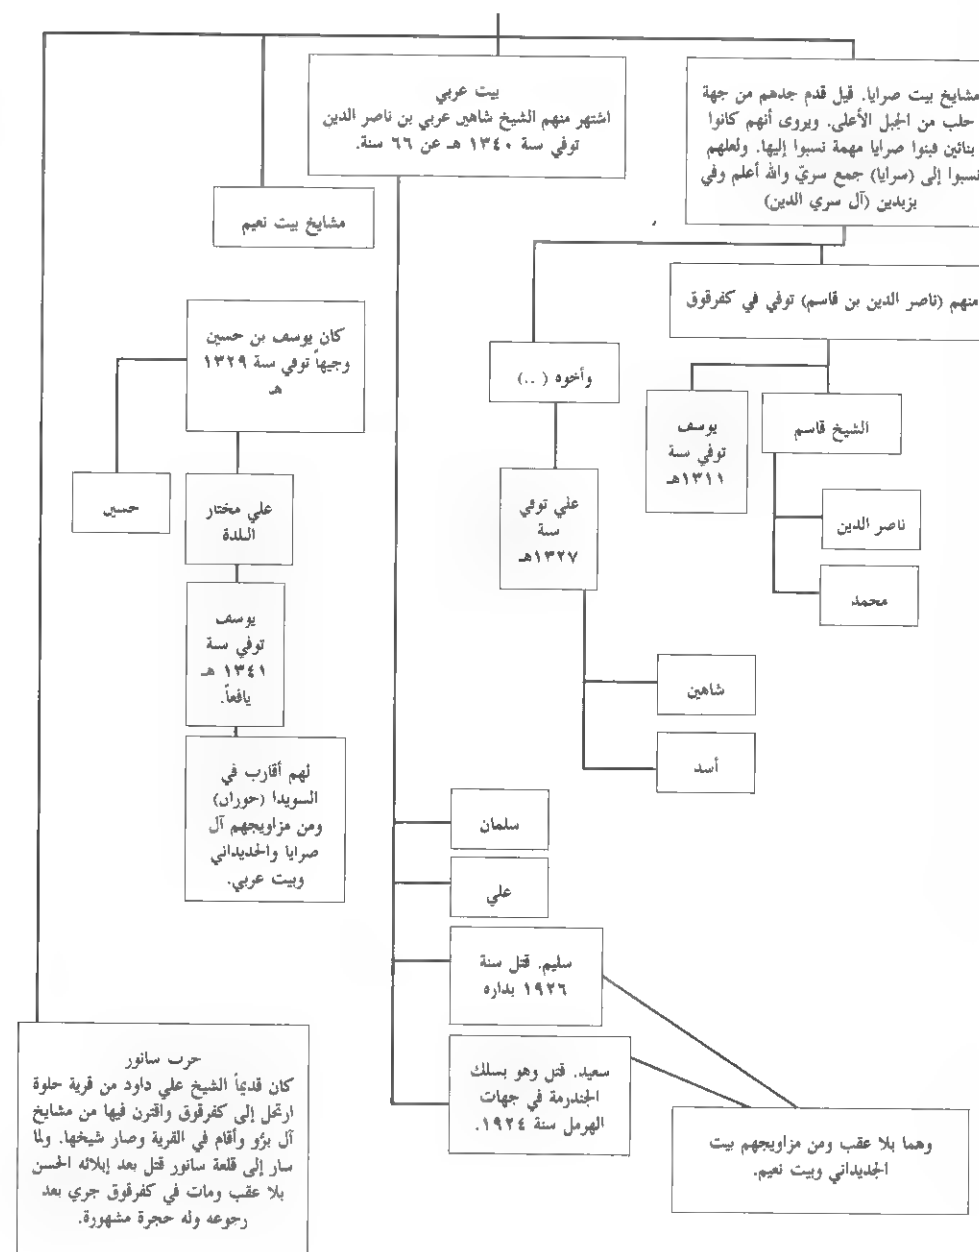 مشايخ بيت صرايا. قيل قدم جدهم من جهة
حلب من الجبل الأعلى. ويروى أنهم كانوا
بنائين فبنوا صرايا مهمة نسبوا إليها. ولعلهم
نسبوا إلى (سرايا) جمع سريّ والله أعلم وفي
بزبدين (آل سري الدين)
منهم (ناصر الدين بن قاسم) توفي في كفرقوق
الشيخ قاسم
ناصر الدين
محمد
يوسف
توفي سنة
١٣١١هـ
وأخوه (..)
علي توفي
سنة
١٣٢٧هـ
شاهين
أسد
بيت عربي
اشتهر منهم الشيخ شاهير عربي بن ناصر الدين
توفي سنة ١٣٤٠ هـ عن ٦٦ سنة.
سلمان
علي
سليم. قتل سنة
١٩٢٦ بداره
سعيد. قتل وهو بسلك
الجندرمة في جهات
الهرمل سنة ١٩٢٤.
وهما بلا عقب ومن مزاويجهم بيت
الجديداني وبيت نعيم.
مشايخ بيت نعيم
كان يوسف بن حسين
وجيهاً توفي سنة ١٣٢٩
هـ
حسين
علي مختار
البلدة
يوسف
توفي سنة
١٣٤١ هـ
يافعاً.
لهم أقارب في
السويدا (حوران)
ومن مزاويجهم آل
صرايا والحديداني
وبيت عربي.
حرب سانور
كان قديماً الشيخ علي داود من قرية حلوة
ارتحل إلى كفرقوق واقترن فيها من مشايخ
آل برّو وأقام في القرية وصار شيخها. ولما
سار إلى قلعة سانور قتل بعد إبلائه الحسن
بلا عقب ومات في كفرقوق جري بعد
رجوعه وله حجرة مشهورة.